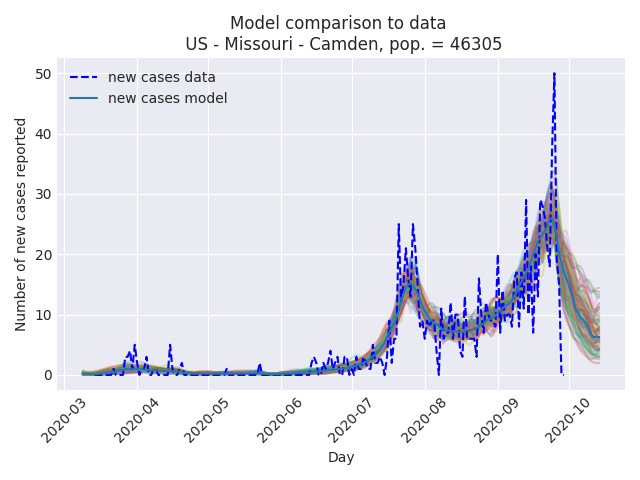 Model comparison to data
US - Missouri - Camden, pop. = 46305
new cases data
new cases model
Number of new cases reported
50
40
30
20
10
0
2020-03
2020-04
2020-05
2020-06
2020-07
2020-08
2020-09
2020-10
Day